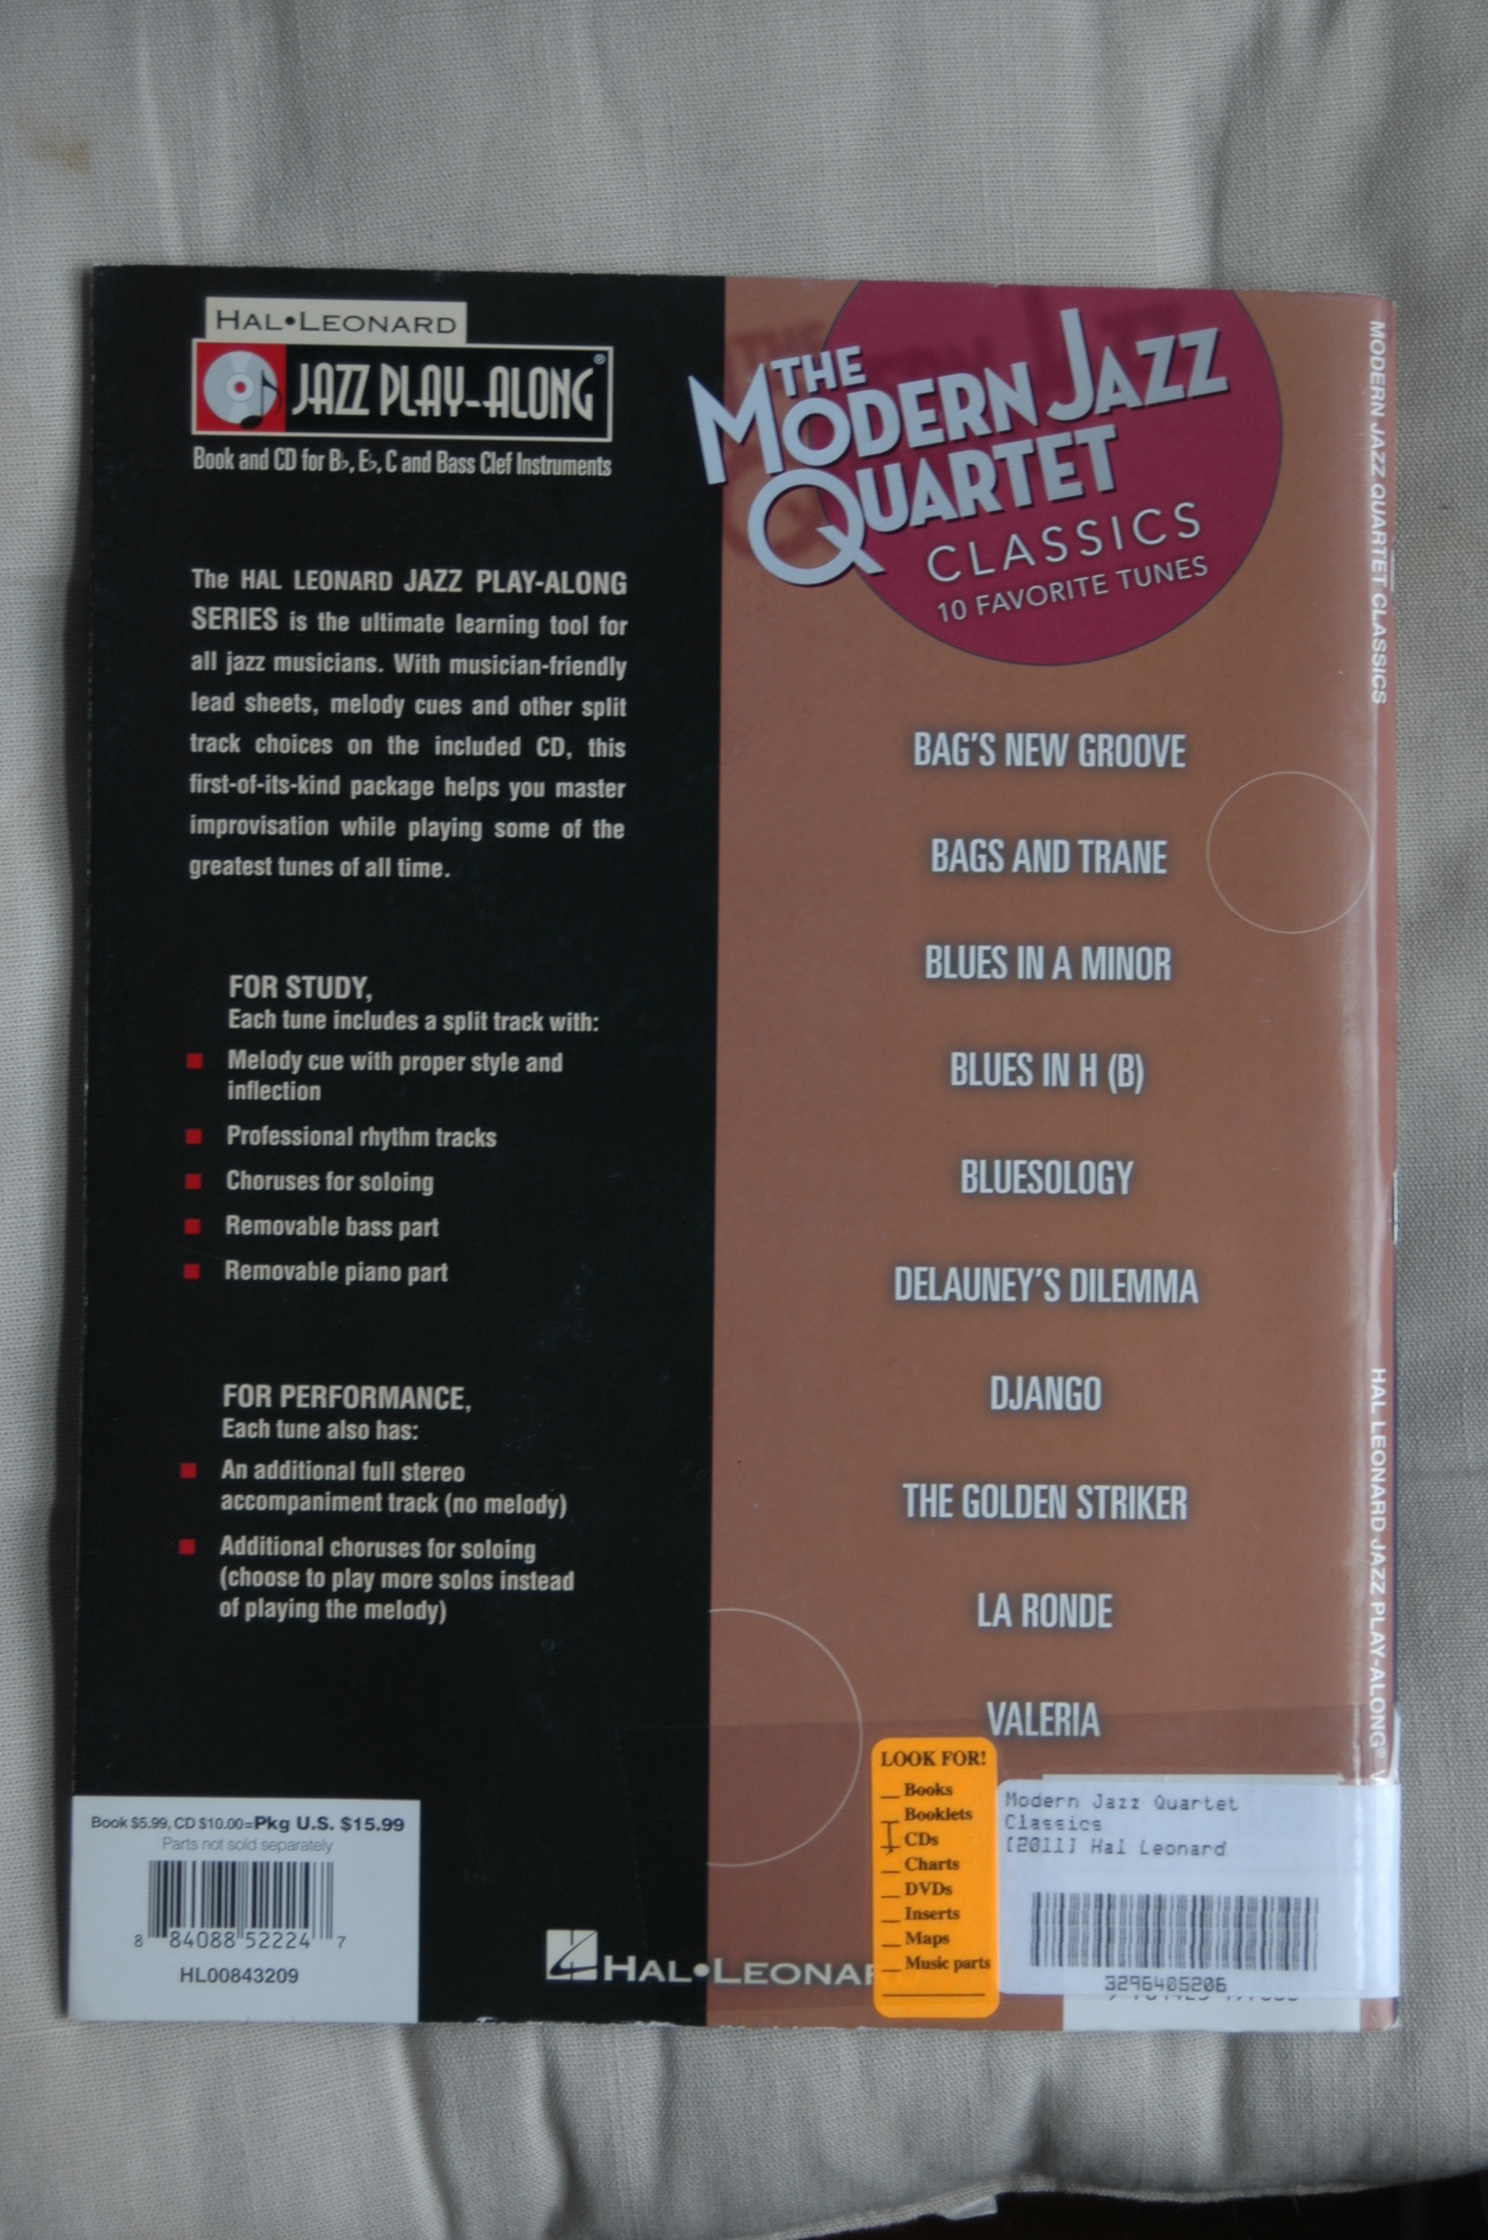 HAL•LEONARD
JAZZ PLAY-ALONG®
Book and CD for B♭, E♭, C and Bass Clef Instruments
The HAL LEONARD JAZZ PLAY-ALONG
SERIES is the ultimate learning tool for
all jazz musicians. With musician-friendly
lead sheets, melody cues and other split
track choices on the included CD, this
first-of-its-kind package helps you master
improvisation while playing some of the
greatest tunes of all time.
FOR STUDY,
Each tune includes a split track with:
Melody cue with proper style and
inflection
Professional rhythm tracks
Choruses for soloing
Removable bass part
Removable piano part
FOR PERFORMANCE,
Each tune also has:
An additional full stereo
accompaniment track (no melody)
Additional choruses for soloing
(choose to play more solos instead
of playing the melody)
Book $5.99, CD $10.00=Pkg U.S. $15.99
Parts not sold separately
8 84088 52224 7
HL00843209
THE
MODERN JAZZ
QUARTET
CLASSICS
10 FAVORITE TUNES
BAG'S NEW GROOVE
BAGS AND TRANE
BLUES IN A MINOR
BLUES IN H (B)
BLUESOLOGY
DELAUNEY'S DILEMMA
DJANGO
THE GOLDEN STRIKER
LA RONDE
VALERIA
HAL•LEONAR
LOOK FOR!
__ Books
__ Booklets
I CDs
__ Charts
__ DVDs
__ Inserts
__ Maps
__ Music parts
Modern Jazz Quartet
Classics
[2011] Hal Leonard
3296405206
MODERN JAZZ QUARTET CLASSICS
HAL LEONARD JAZZ PLAY-ALONG®